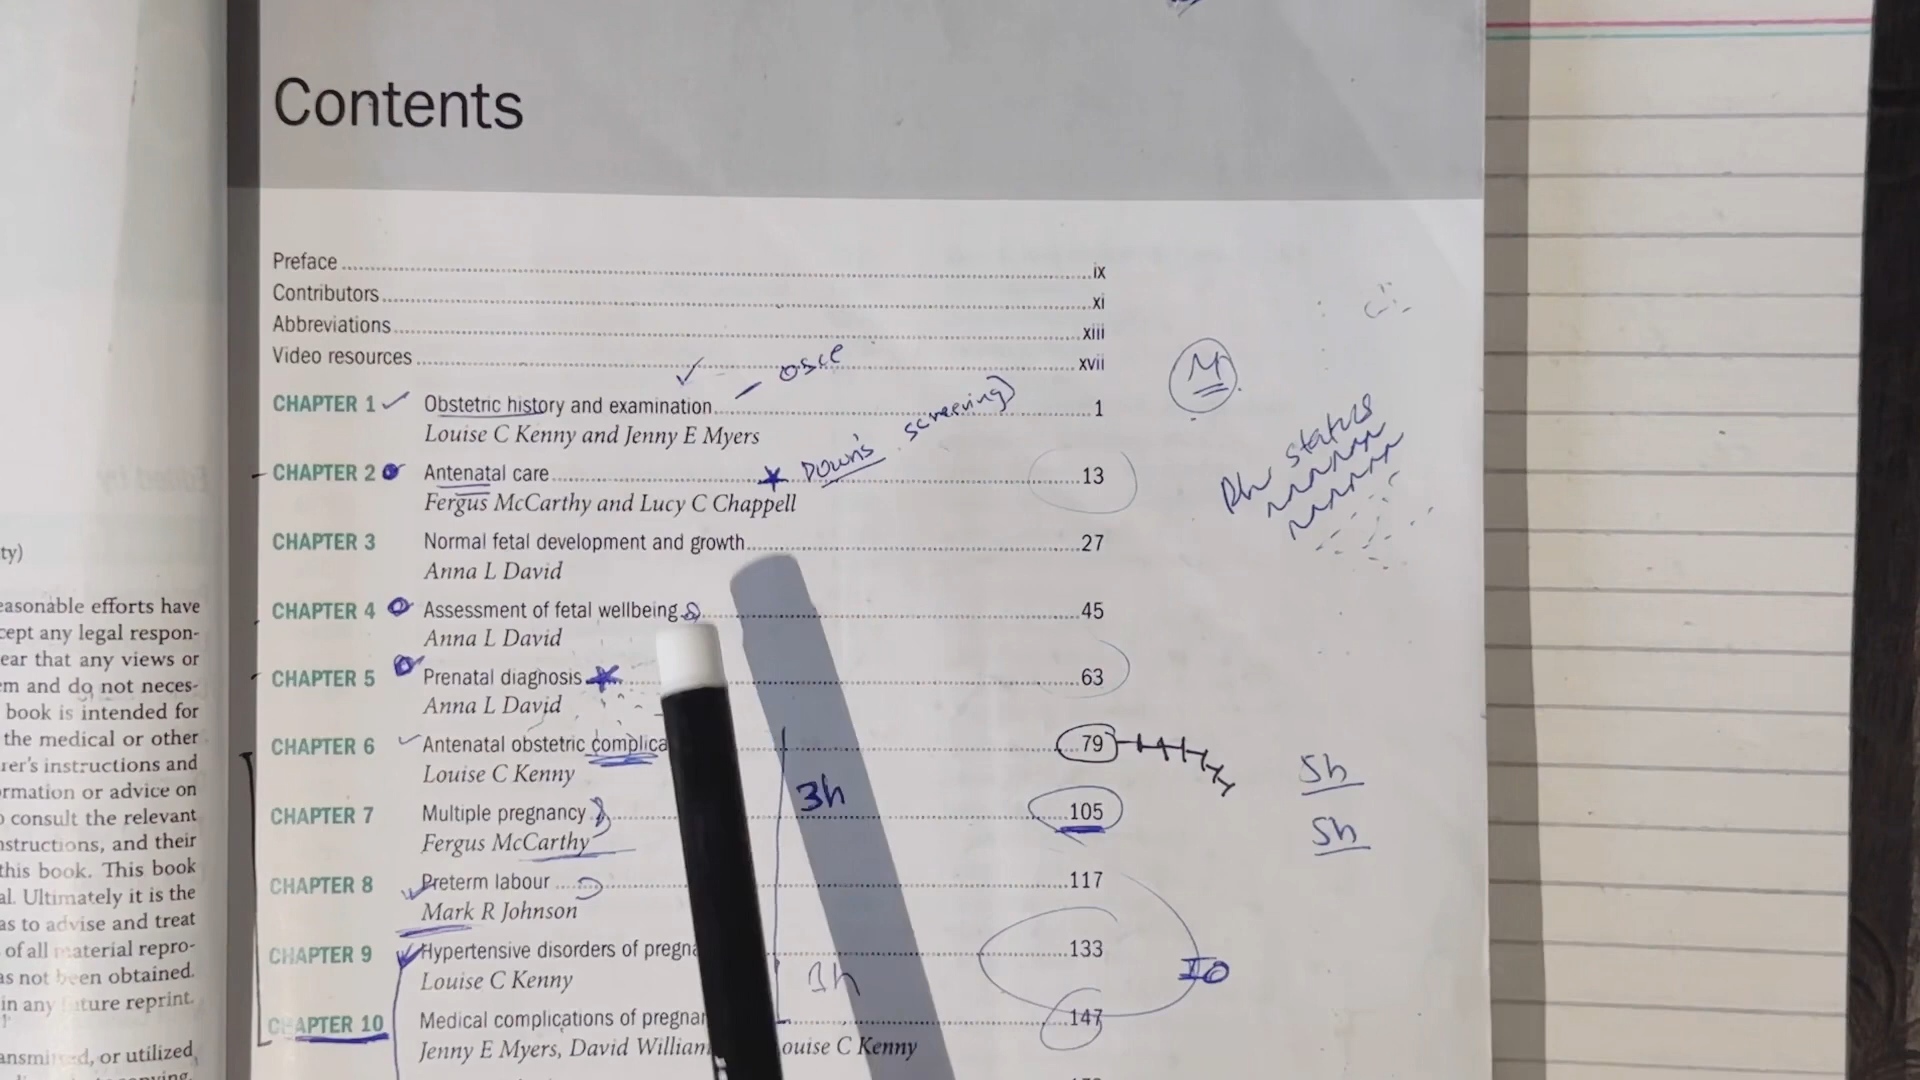 Contents
Preface ix
Contributors xi
Abbreviations xiii
Video resources xvii
osce
CHAPTER 1 Obstetric history and examination 1
Louise C Kenny and Jenny E Myers
Down's screening)
Rh status
CHAPTER 2 Antenatal care 13
Fergus McCarthy and Lucy C Chappell
CHAPTER 3 Normal fetal development and growth 27
Anna L David
CHAPTER 4 Assessment of fetal wellbeing 45
Anna L David
CHAPTER 5 Prenatal diagnosis 63
Anna L David
CHAPTER 6 Antenatal obstetric complica 79
Louise C Kenny
3h
5h
CHAPTER 7 Multiple pregnancy 105
Fergus McCarthy
5h
CHAPTER 8 Preterm labour 117
Mark R Johnson
CHAPTER 9 Hypertensive disorders of pregna 133
Louise C Kenny
CHAPTER 10 Medical complications of pregnan 147
Jenny E Myers, David William ouise C Kenny
ty)
easonable efforts have
cept any legal respon-
ear that any views or
m and do not neces-
book is intended for
the medical or other
rer's instructions and
rmation or advice on
consult the relevant
nstructions, and their
this book. This book
al. Ultimately it is the
as to advise and treat
of all material repro-
as not been obtained.
in any future reprint.
ansmitted, or utilized